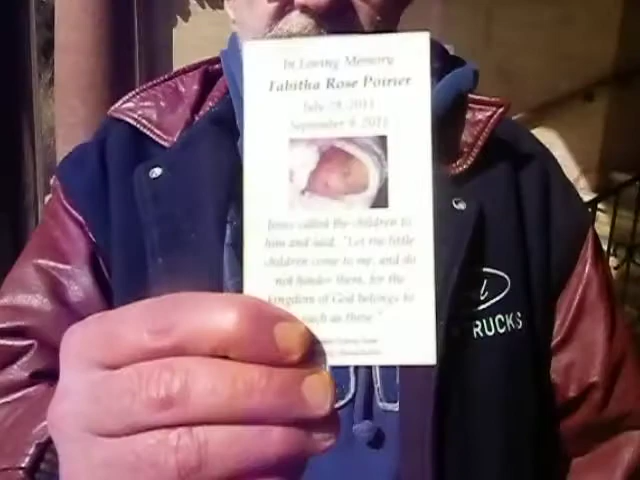 In Loving Memory
Tabitha Rose Poirier
July 28, 2011
September 9, 2011
Jesus called the children to
him and said, "Let the little
children come to me, and do
not hinder them, for the
kingdom of God belongs to
such as these."
RUCKS